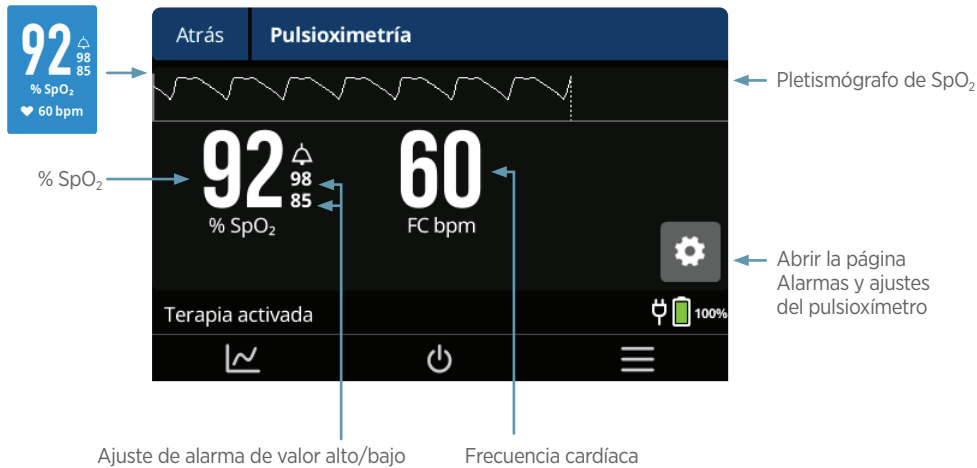 92
98
85
% SpO₂
60 bpm
Atrás
Pulsioximetría
Pletismógrafo de SpO₂
% SpO₂
92
98
85
% SpO₂
60
FC bpm
Abrir la página
Alarmas y ajustes
del pulsioxímetro
Terapia activada
100%
Ajuste de alarma de valor alto/bajo
Frecuencia cardíaca